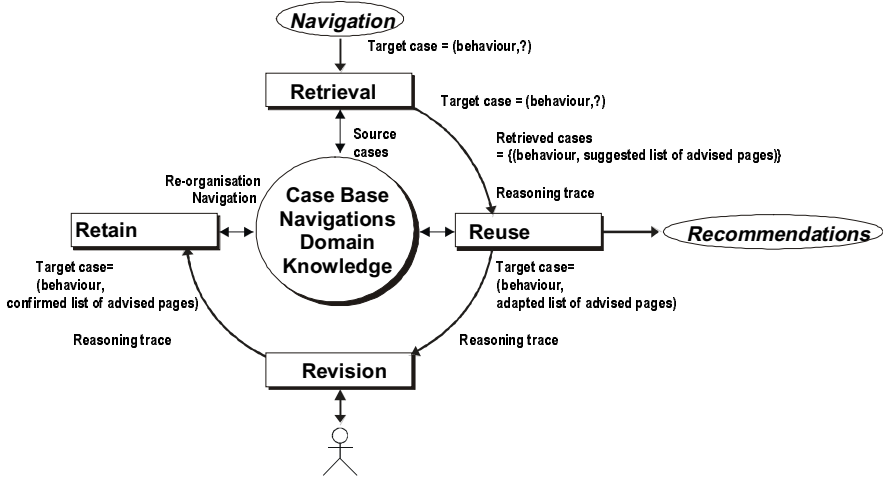 Navigation
Target case = (behaviour,?)
Retrieval
Target case = (behaviour,?)
Source
cases
Retrieved cases
= {(behaviour, suggested list of advised pages)}
Reasoning trace
Re-organisation
Navigation
Case Base
Navigations
Domain
Knowledge
Retain
Reuse
Recommendations
Target case=
(behaviour,
confirmed list of advised pages)
Target case=
(behaviour,
adapted list of advised pages)
Reasoning trace
Reasoning trace
Revision